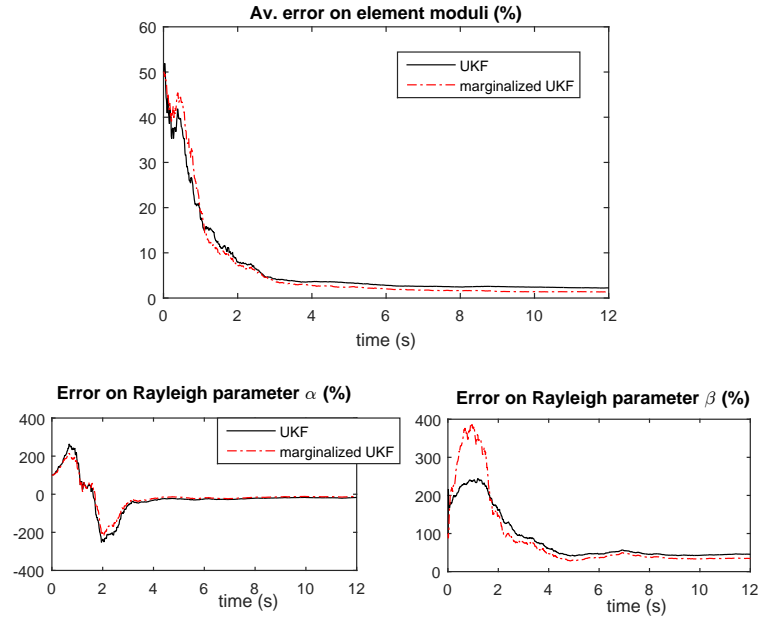 Av. error on element moduli (%)
60
50
40
30
20
10
0
UKF
marginalized UKF
0 2 4 6 8 10 12
time (s)
Error on Rayleigh parameter α (%)
400
200
0
-200
-400
UKF
marginalized UKF
0 2 4 6 8 10 12
time (s)
Error on Rayleigh parameter β (%)
400
300
200
100
0
0 2 4 6 8 10 12
time (s)